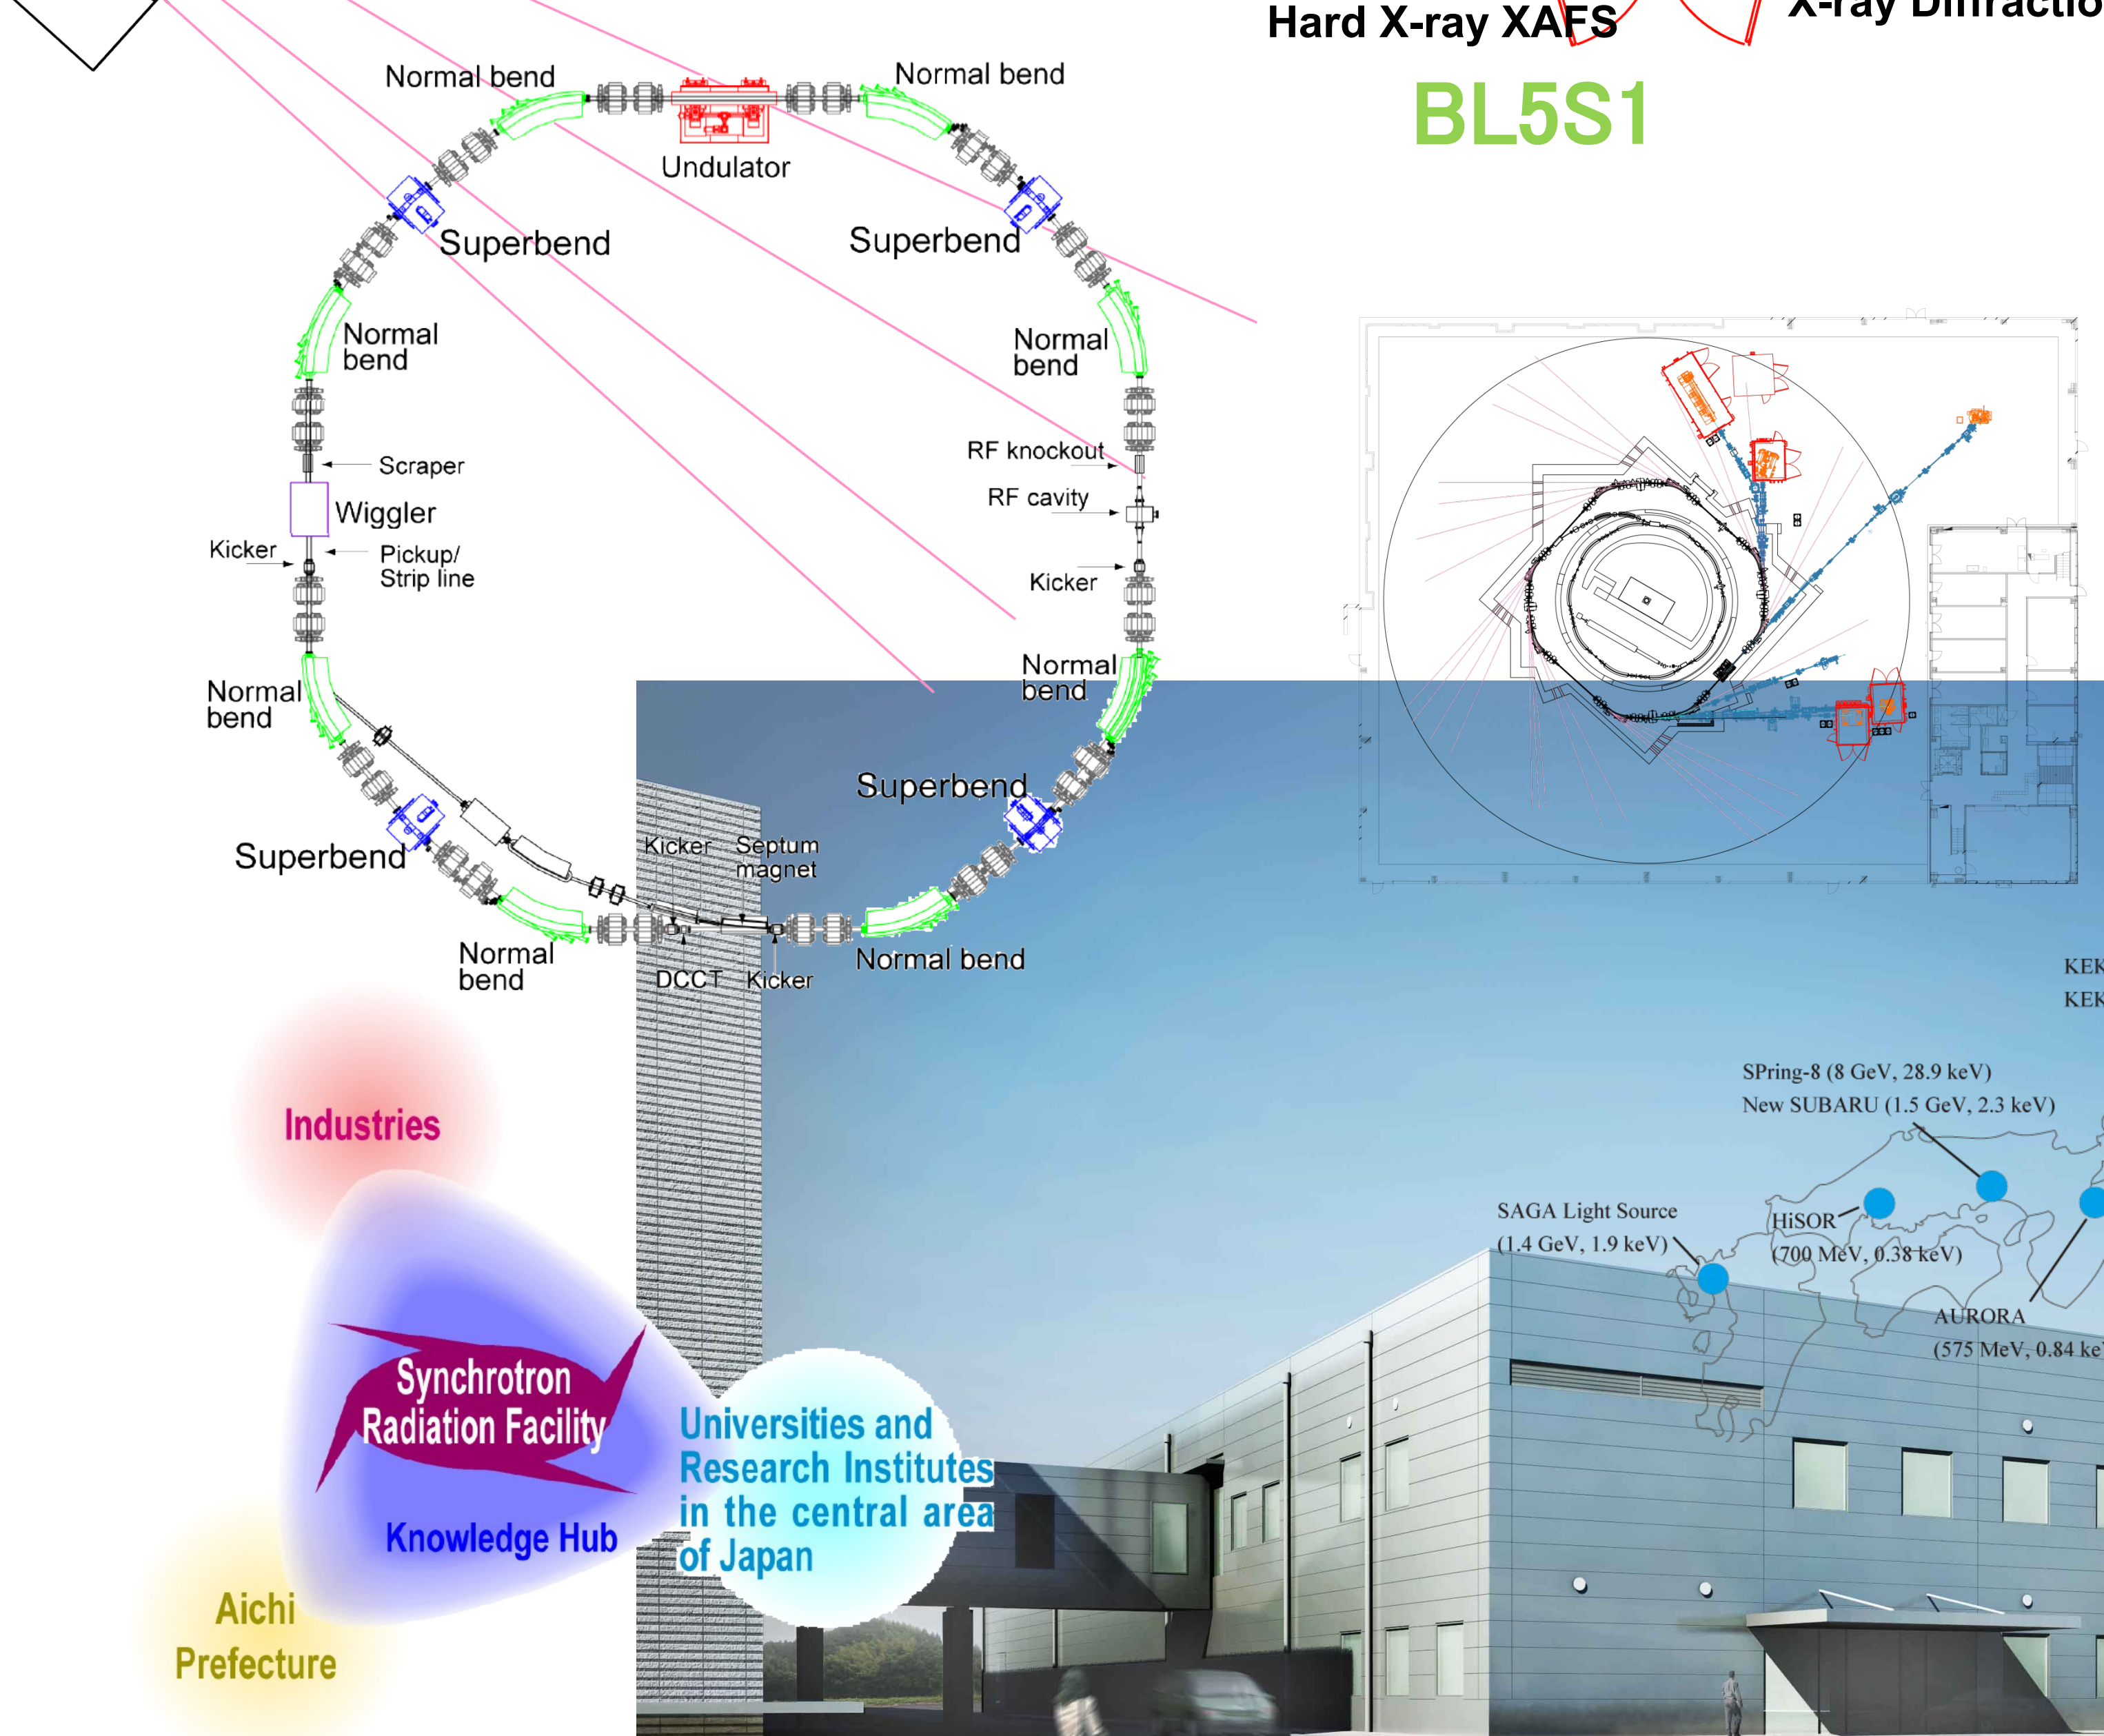 Hard X-ray XAFS
BL5S1
Normal bend
Normal bend
Undulator
Superbend
Superbend
Normal
bend
Normal
bend
Scraper
Wiggler
Kicker
Pickup/
Strip line
RF knockout
RF cavity
Kicker
Normal
bend
Normal
bend
Superbend
Superbend
Kicker
Septum
magnet
Normal
bend
DCCT
Kicker
Normal bend
Industries
Synchrotron
Radiation Facility
Knowledge Hub
Universities and
Research Institutes
in the central area
of Japan
Aichi
Prefecture
KEK
KEK
SPring-8 (8 GeV, 28.9 keV)
New SUBARU (1.5 GeV, 2.3 keV)
SAGA Light Source
(1.4 GeV, 1.9 keV)
HiSOR
(700 MeV, 0.38 keV)
AURORA
(575 MeV, 0.84 ke